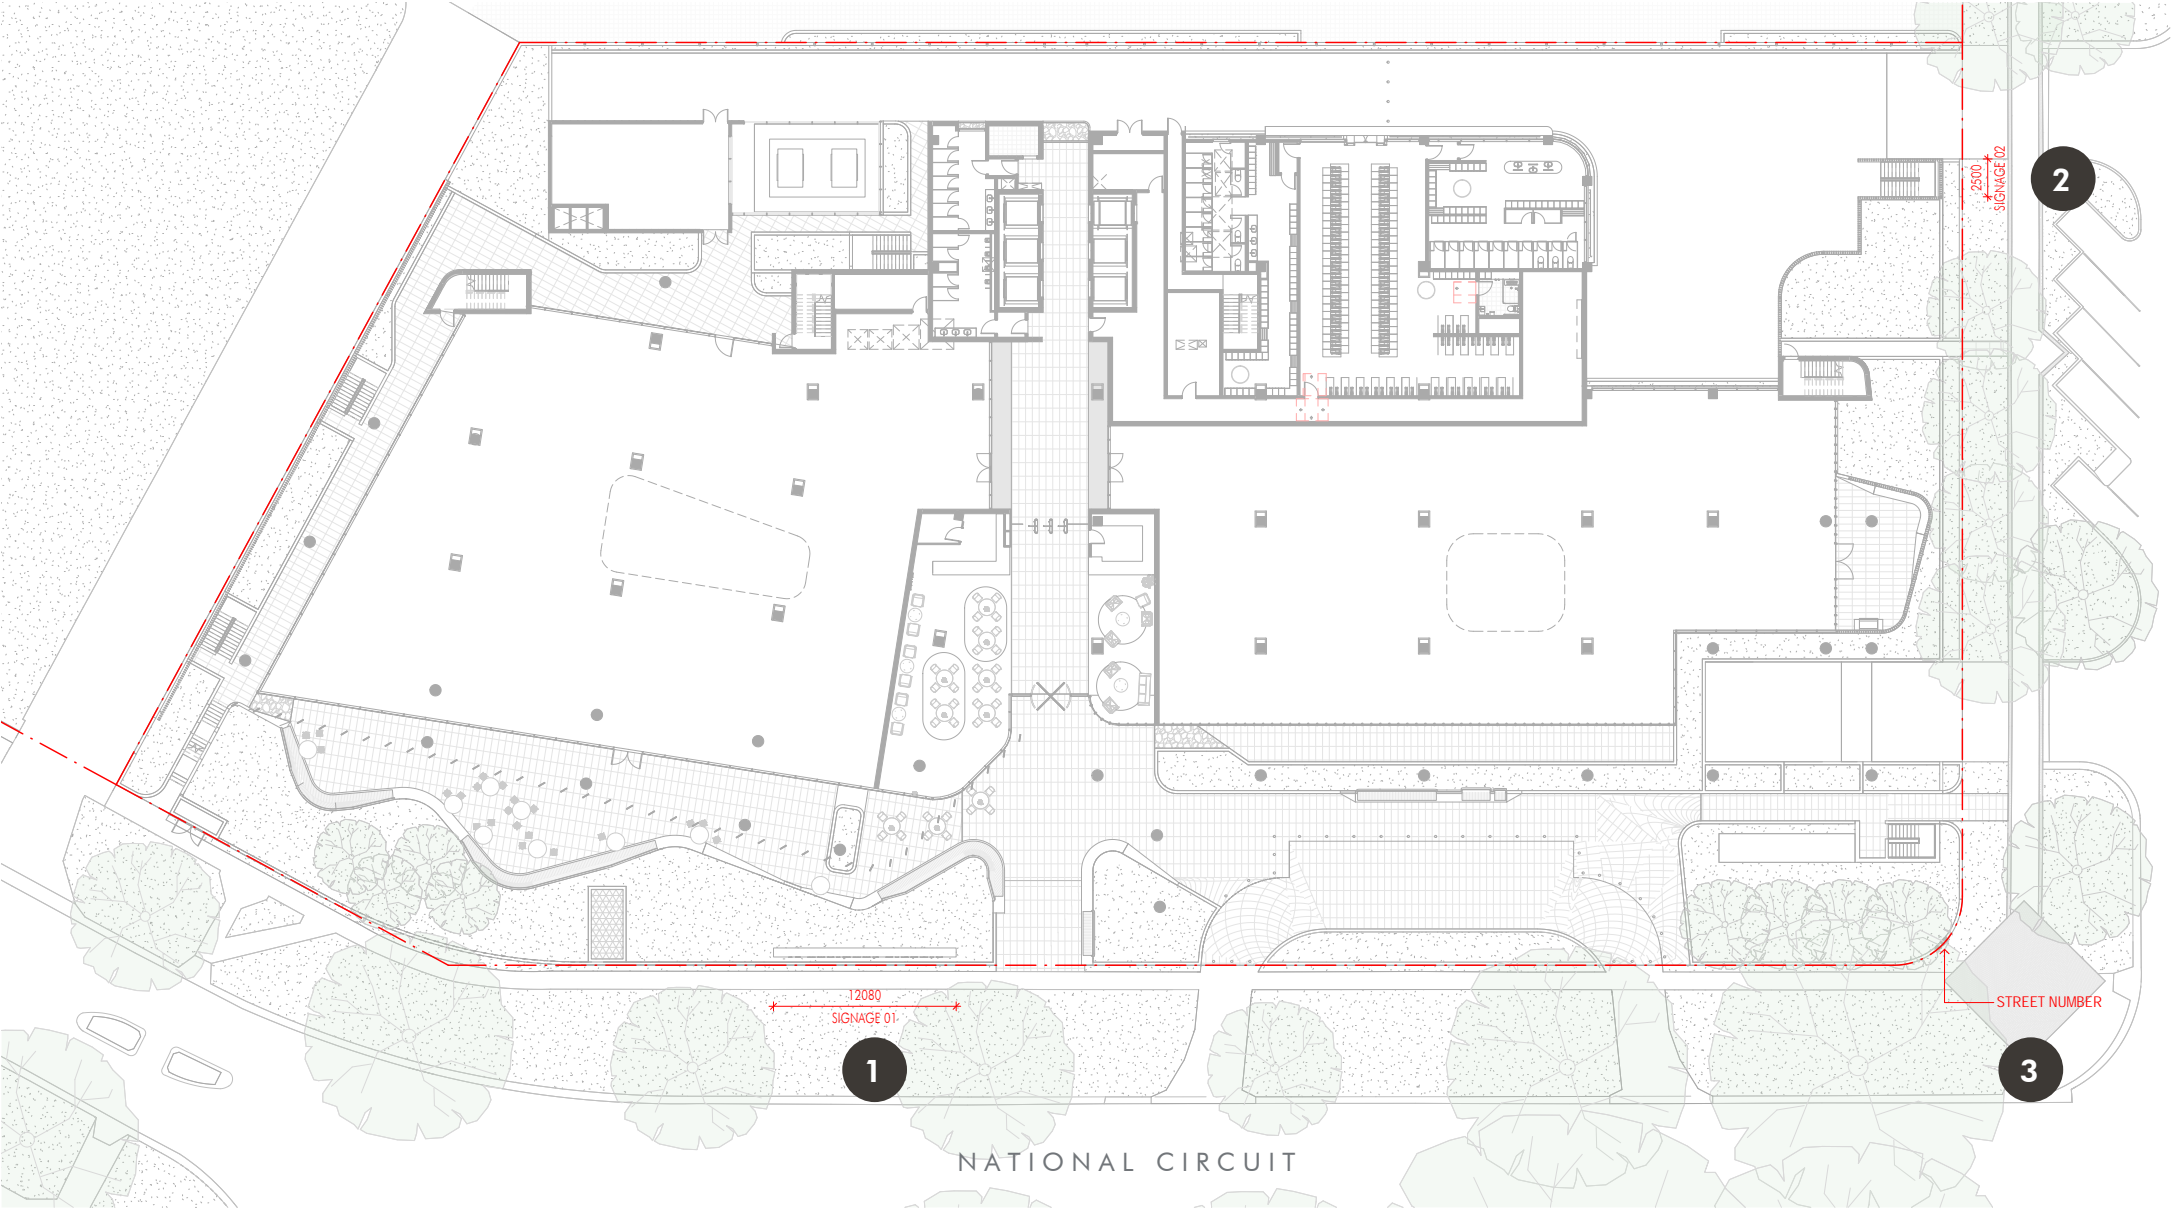 2500
SIGNAGE 02
2
12080
SIGNAGE 01
STREET NUMBER
1
3
NATIONAL CIRCUIT